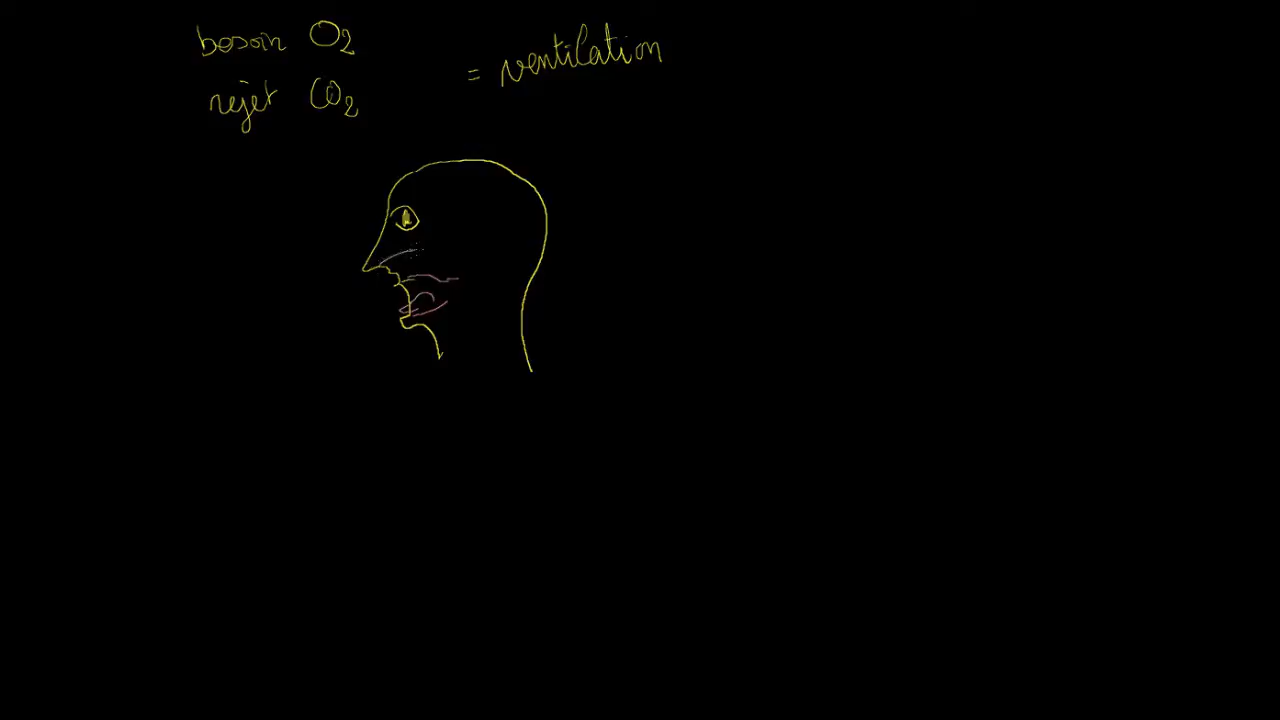 besoin O2
= ventilation
rejet CO2